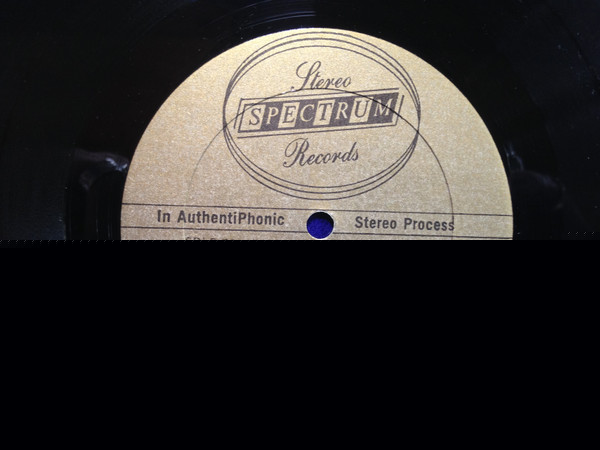 Stereo
SPECTRUM
Records
In AuthentiPhonic Stereo Process